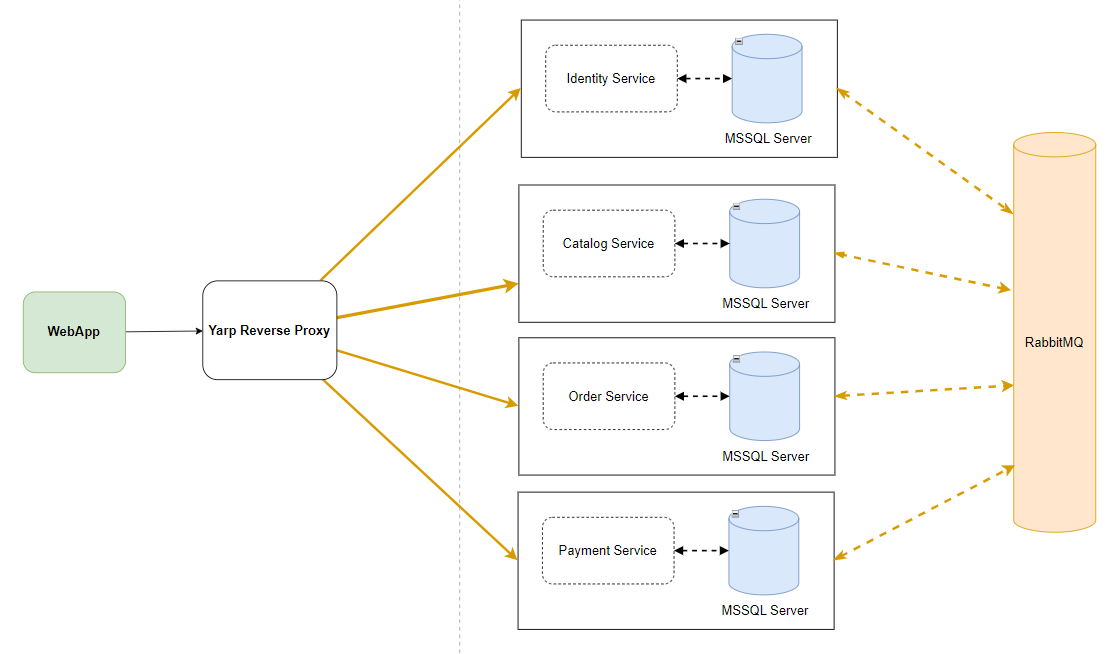 WebApp
Yarp Reverse Proxy
Identity Service
MSSQL Server
Catalog Service
MSSQL Server
Order Service
MSSQL Server
Payment Service
MSSQL Server
RabbitMQ